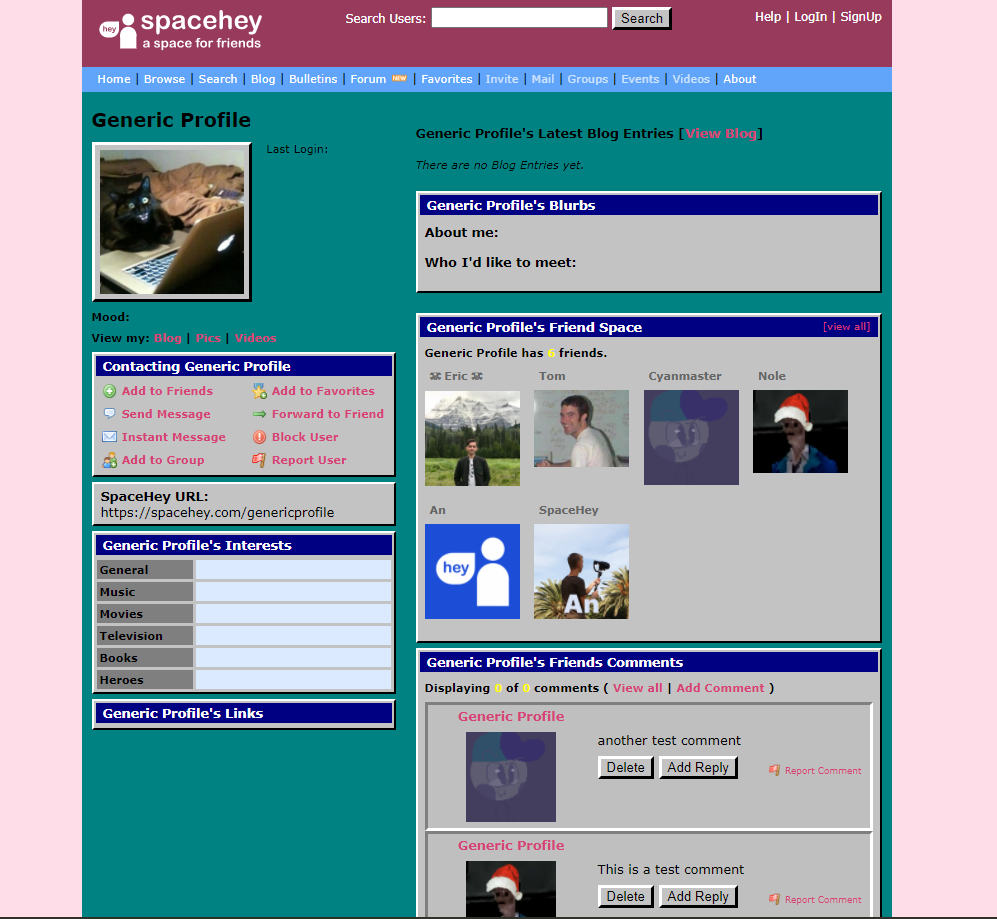 hey spacehey
a space for friends
Search Users: Search
Help | LogIn | SignUp
Home | Browse | Search | Blog | Bulletins | Forum NEW | Favorites | Invite | Mail | Groups | Events | Videos | About
Generic Profile
Last Login:
Mood:
View my: Blog | Pics | Videos
Contacting Generic Profile
Add to Friends Add to Favorites
Send Message Forward to Friend
Instant Message Block User
Add to Group Report User
SpaceHey URL:
https://spacehey.com/genericprofile
Generic Profile's Interests
General
Music
Movies
Television
Books
Heroes
Generic Profile's Links
Generic Profile's Latest Blog Entries [View Blog]
There are no Blog Entries yet.
Generic Profile's Blurbs
About me:
Who I'd like to meet:
Generic Profile's Friend Space [view all]
Generic Profile has 6 friends.
Eric Tom Cyanmaster Nole
An SpaceHey
hey An
Generic Profile's Friends Comments
Displaying 0 of 0 comments ( View all | Add Comment )
Generic Profile
another test comment
Delete Add Reply Report Comment
Generic Profile
This is a test comment
Delete Add Reply Report Comment